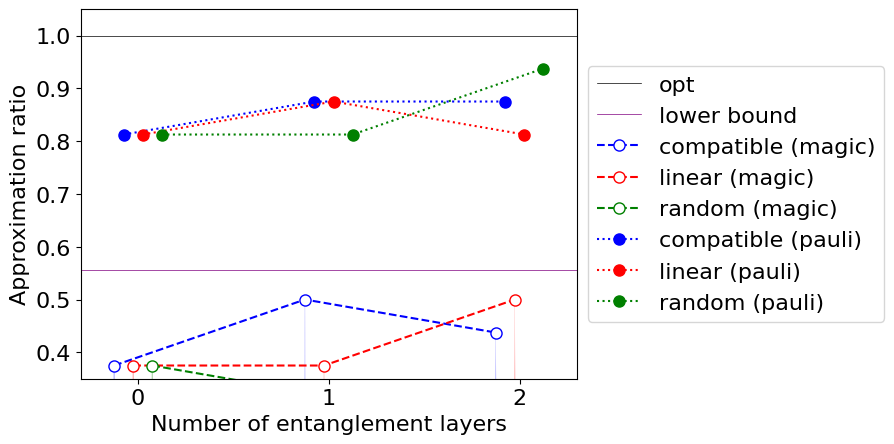 1.0
0.9
0.8
0.7
0.6
0.5
0.4
Approximation ratio
0
1
2
Number of entanglement layers
opt
lower bound
compatible (magic)
linear (magic)
random (magic)
compatible (pauli)
linear (pauli)
random (pauli)